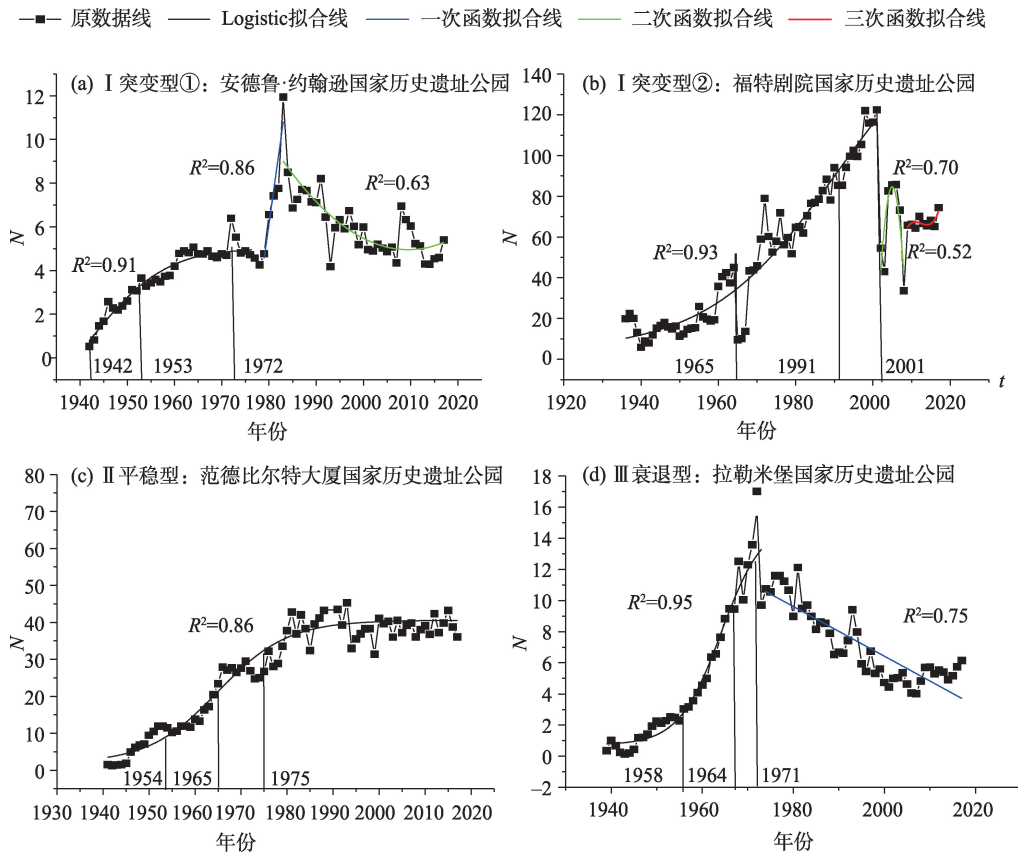 原数据线 Logistic拟合线 一次函数拟合线 二次函数拟合线 三次函数拟合线
(a) Ⅰ突变型①：安德鲁·约翰逊国家历史遗址公园
12
10
8
6
4
2
0
N
R²=0.91
R²=0.86
R²=0.63
1942 1953 1972
1940 1950 1960 1970 1980 1990 2000 2010 2020
年份
(b) Ⅰ突变型②：福特剧院国家历史遗址公园
140
120
100
80
60
40
20
0
N
R²=0.93
R²=0.70
R²=0.52
1965 1991 2001
1920 1940 1960 1980 2000 2020
t
年份
(c) Ⅱ平稳型：范德比尔特大厦国家历史遗址公园
80
70
60
50
40
30
20
10
0
N
R²=0.86
1954 1965 1975
1930 1940 1950 1960 1970 1980 1990 2000 2010 2020
年份
(d) Ⅲ衰退型：拉勒米堡国家历史遗址公园
18
16
14
12
10
8
6
4
2
0
−2
N
R²=0.95
R²=0.75
1958 1964 1971
1940 1960 1980 2000 2020
年份